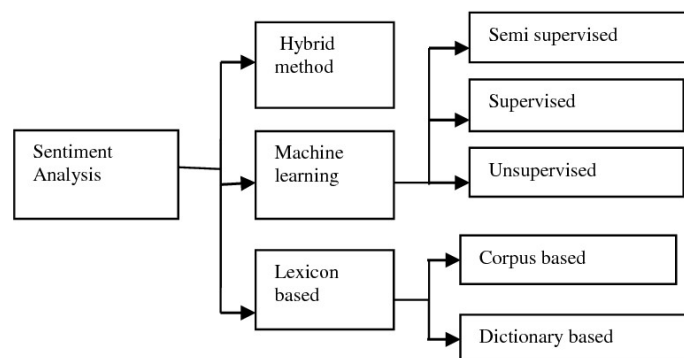 Sentiment
Analysis
Hybrid
method
Machine
learning
Lexicon
based
Semi supervised
Supervised
Unsupervised
Corpus based
Dictionary based